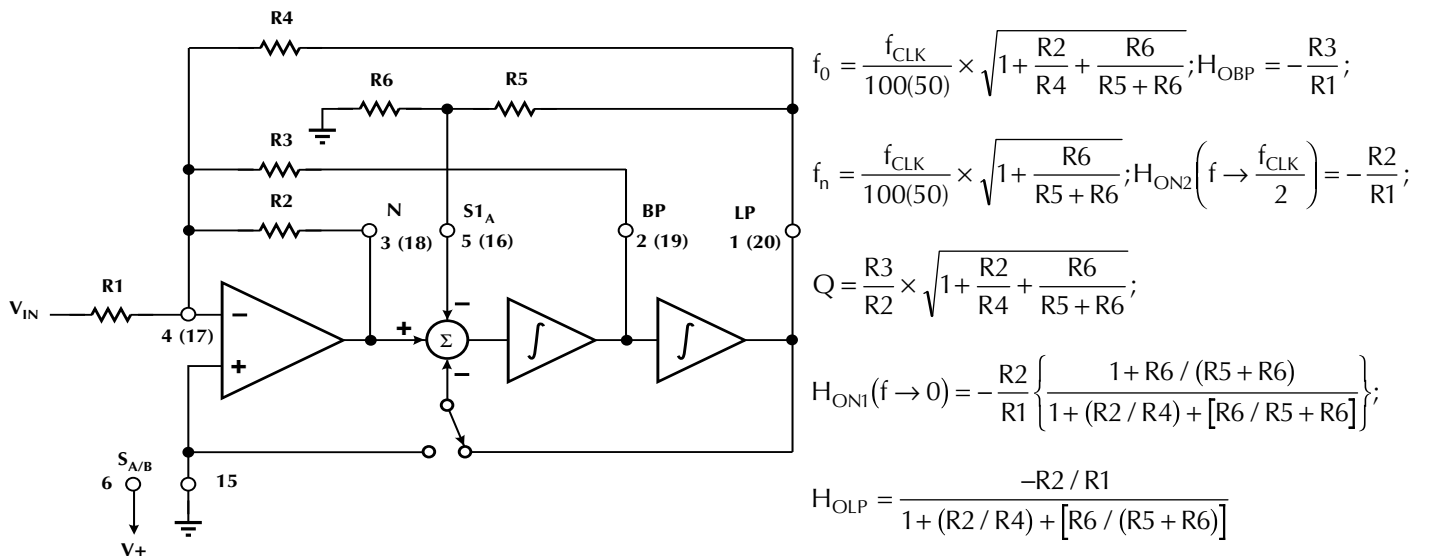 R4
R6
R5
R3
R2
N
3 (18)
S1A
5 (16)
BP
2 (19)
LP
1 (20)
R1
VIN
4 (17)
−
+
+
−
Σ
−
∫
∫
SA/B
6
15
V+
f0 = fCLK / 100(50) × √(1 + R2/R4 + R6/(R5 + R6)); HOBP = −R3/R1;
fn = fCLK / 100(50) × √(1 + R6/(R5 + R6)); HON2(f → fCLK/2) = −R2/R1;
Q = R3/R2 × √(1 + R2/R4 + R6/(R5 + R6));
HON1(f → 0) = −R2/R1 {1 + R6 / (R5 + R6) / 1 + (R2 / R4) + [R6 / R5 + R6]};
HOLP = −R2 / R1 / 1 + (R2 / R4) + [R6 / (R5 + R6)]